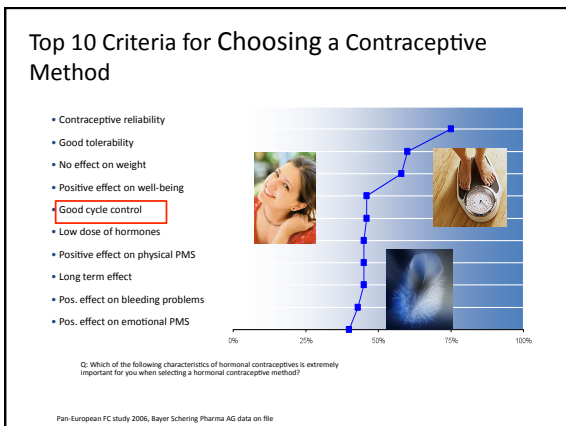 Top 10 Criteria for Choosing a Contraceptive
Method
• Contraceptive reliability
• Good tolerability
• No effect on weight
• Positive effect on well-being
• Good cycle control
• Low dose of hormones
• Positive effect on physical PMS
• Long term effect
• Pos. effect on bleeding problems
• Pos. effect on emotional PMS
0% 25% 50% 75% 100%
Q: Which of the following characteristics of hormonal contraceptives is extremely
important for you when selecting a hormonal contraceptive method?
Pan-European FC study 2006, Bayer Schering Pharma AG data on file